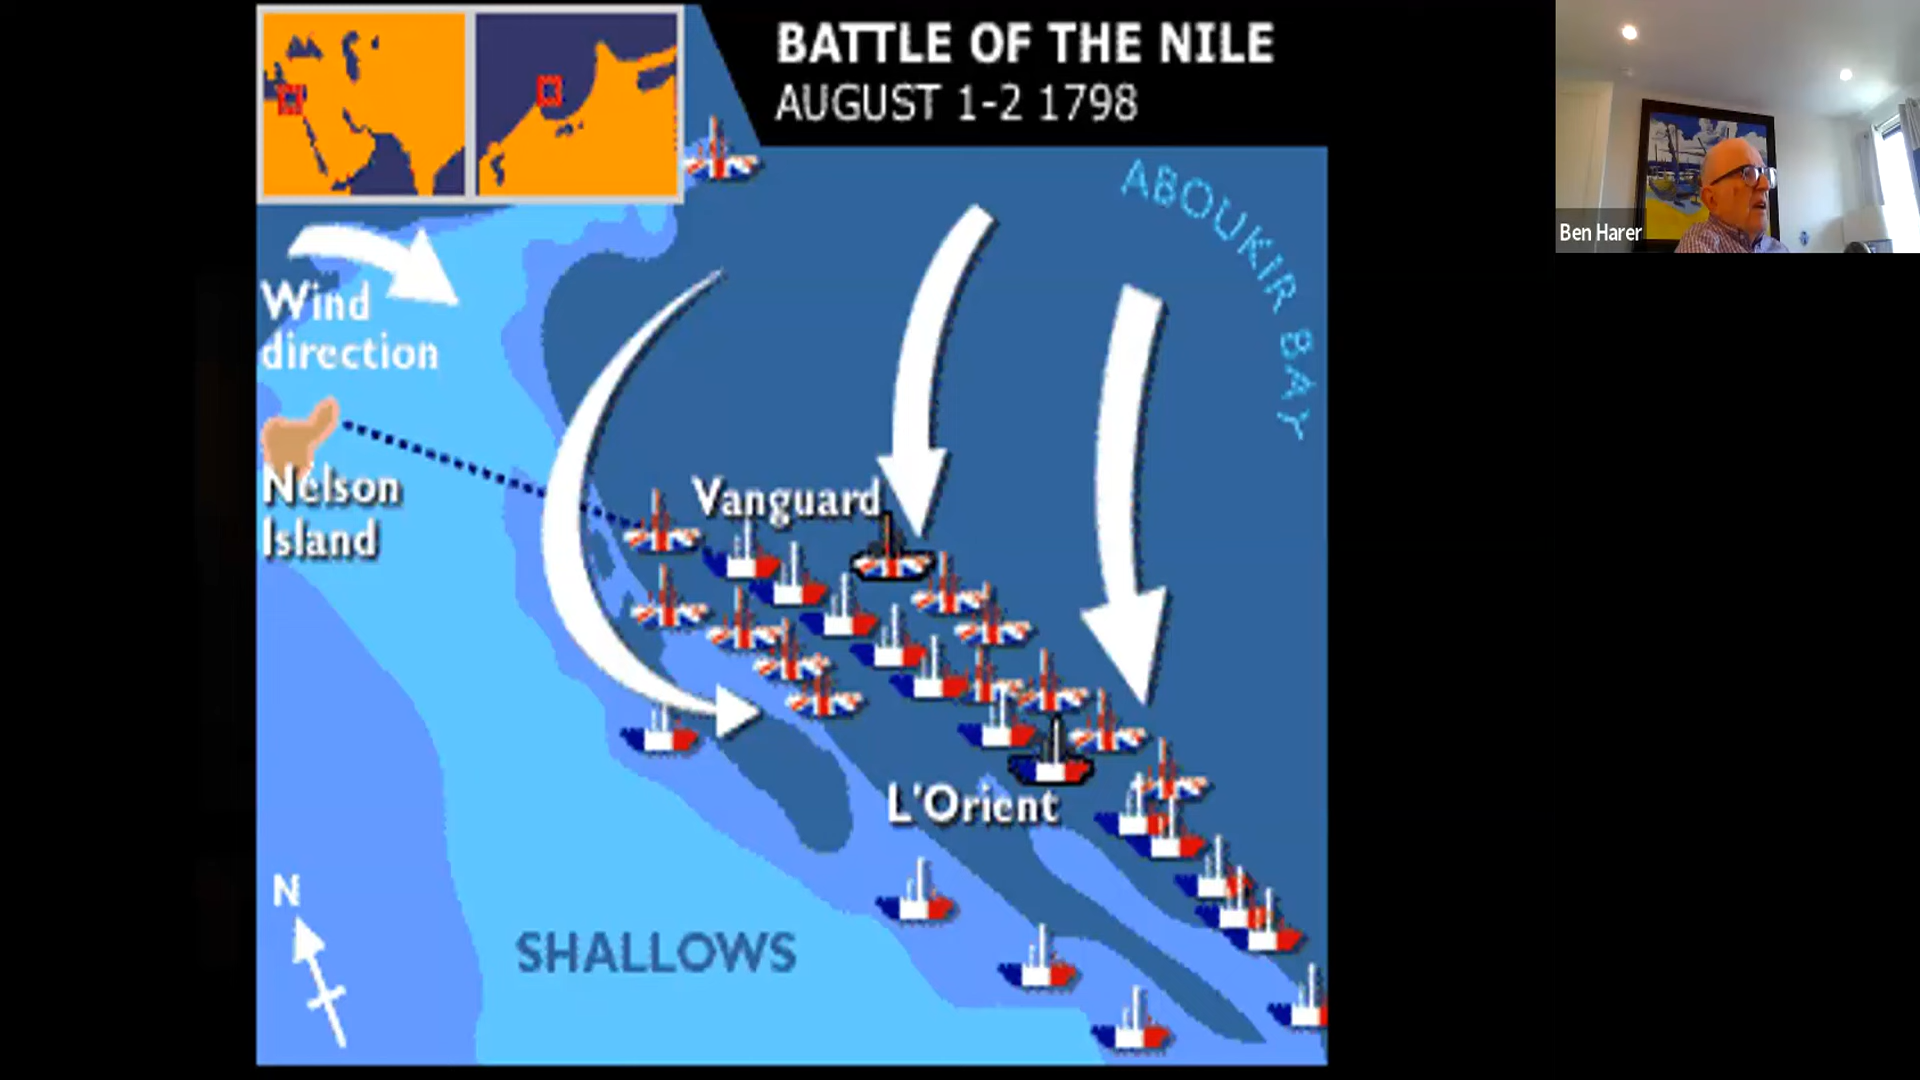 BATTLE OF THE NILE
AUGUST 1-2 1798
ABOUKIR BAY
Ben Harer
Wind
direction
Nelson
Island
Vanguard
L'Orient
N
SHALLOWS